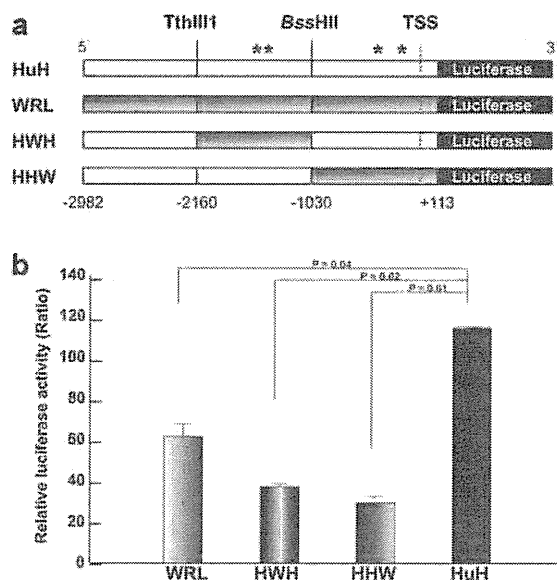 a
TthIII1 BssHII TSS
5' ** * * 3
HuH Luciferase
WRL Luciferase
HWH Luciferase
HHW Luciferase
-2982 -2160 -1030 +113
b
P = 0.04
P = 0.02
P = 0.01
Relative luciferase activity (Ratio)
140
120
100
80
60
40
20
0
WRL HWH HHW HuH